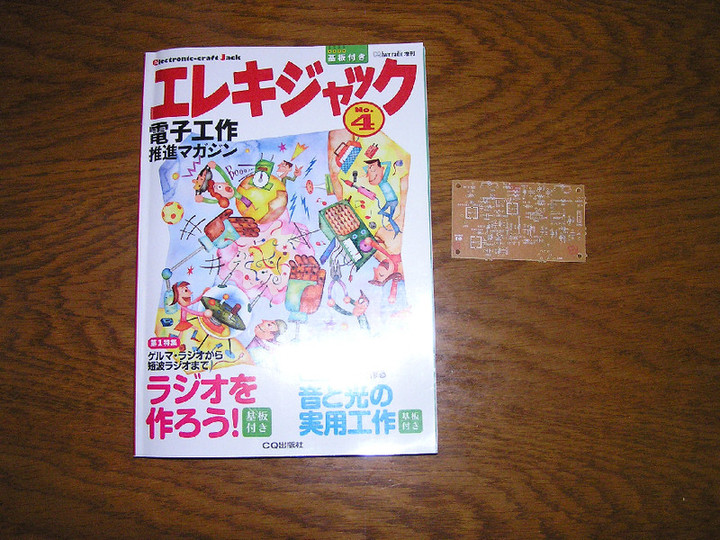 Electronic-craft Jack
基板付き
増刊
エレキジャック
No.
4
電子工作
推進マガジン
第1特集
ゲルマ・ラジオから
短波ラジオまで
ラジオを
作ろう!
基板
付き
音と光の
実用工作
基板
付き
CQ出版社